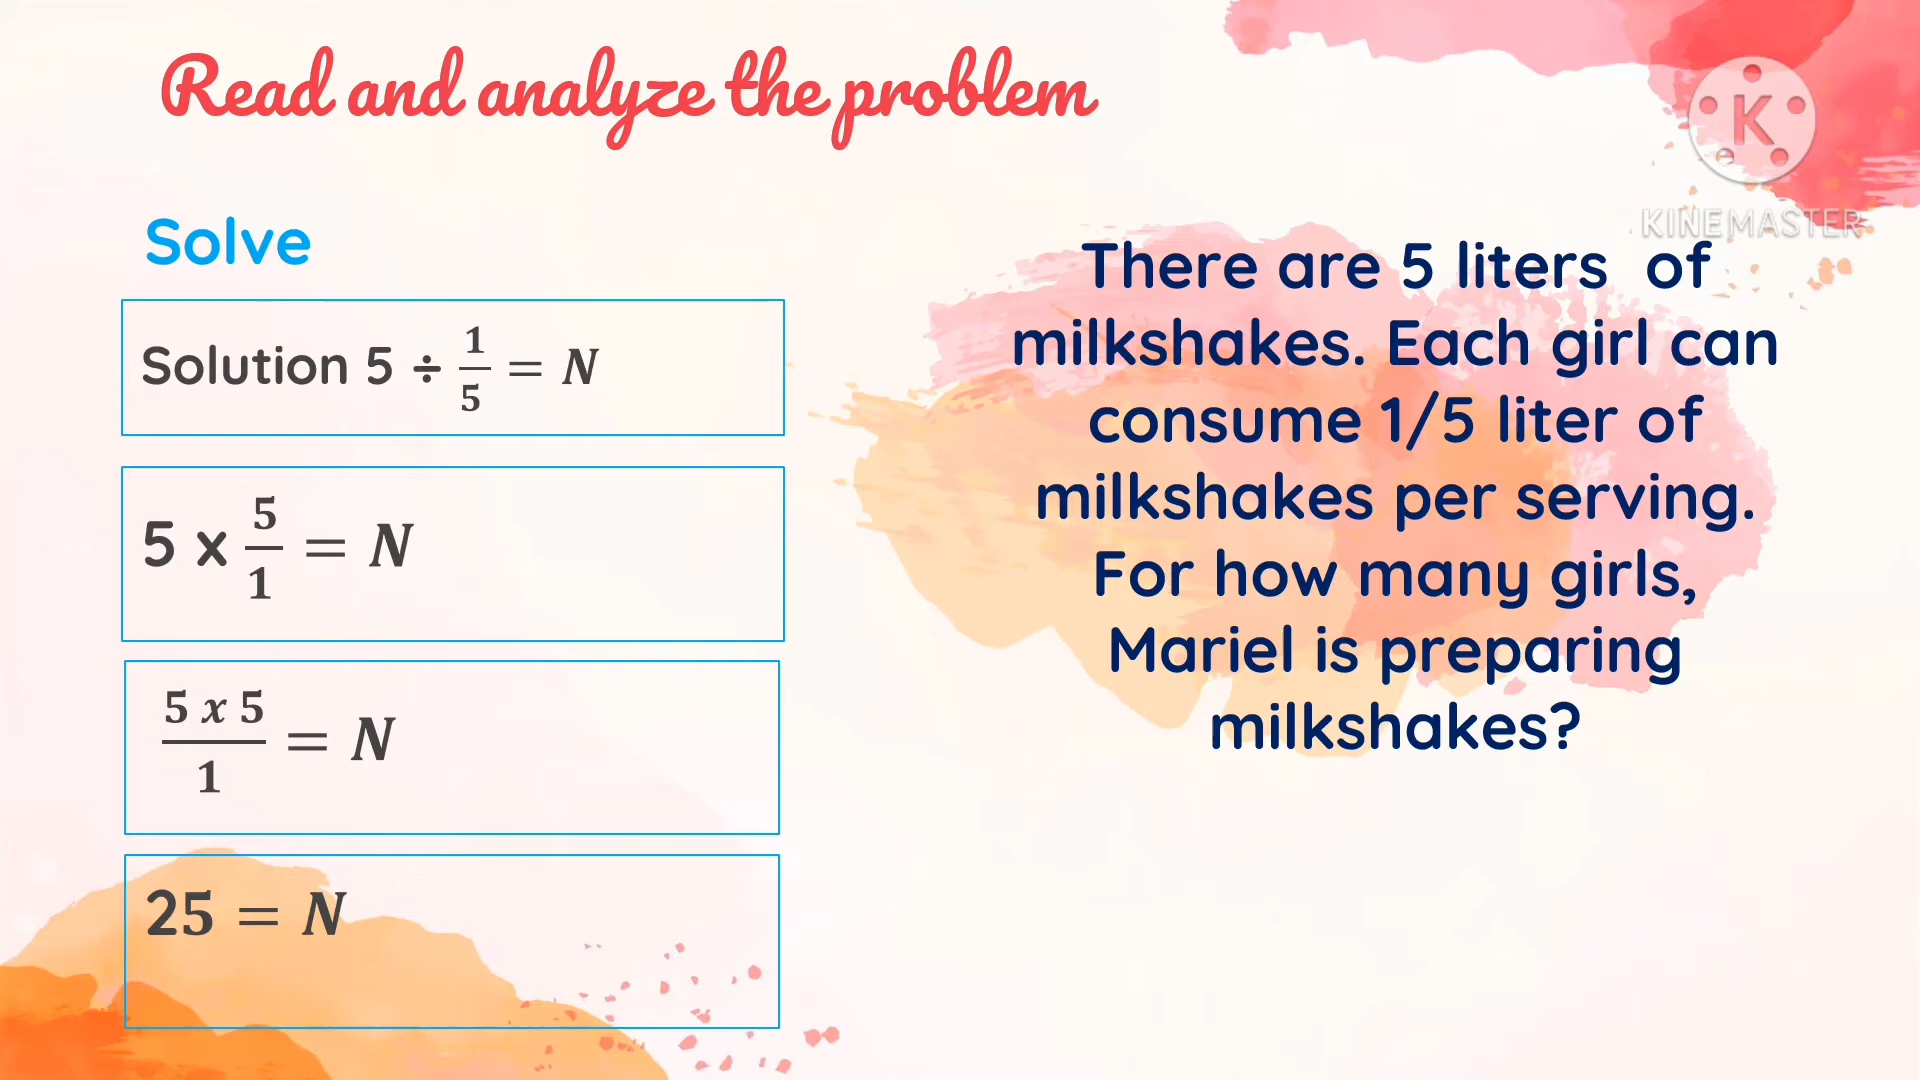 Read and analyze the problem
K
KINEMASTER
Solve
Solution 5 ÷ 1/5 = N
5 x 5/1 = N
5 x 5/1 = N
25 = N
There are 5 liters of
milkshakes. Each girl can
consume 1/5 liter of
milkshakes per serving.
For how many girls,
Mariel is preparing
milkshakes?